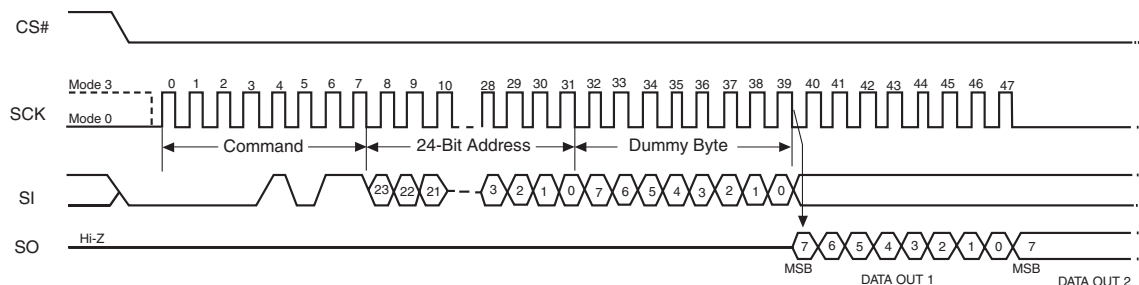 CS#
Mode 3
SCK
Mode 0
0 1 2 3 4 5 6 7 8 9 10 28 29 30 31 32 33 34 35 36 37 38 39 40 41 42 43 44 45 46 47
Command 24-Bit Address Dummy Byte
SI
23 22 21 3 2 1 0 7 6 5 4 3 2 1 0
Hi-Z
SO
7 6 5 4 3 2 1 0 7
MSB MSB
DATA OUT 1 DATA OUT 2